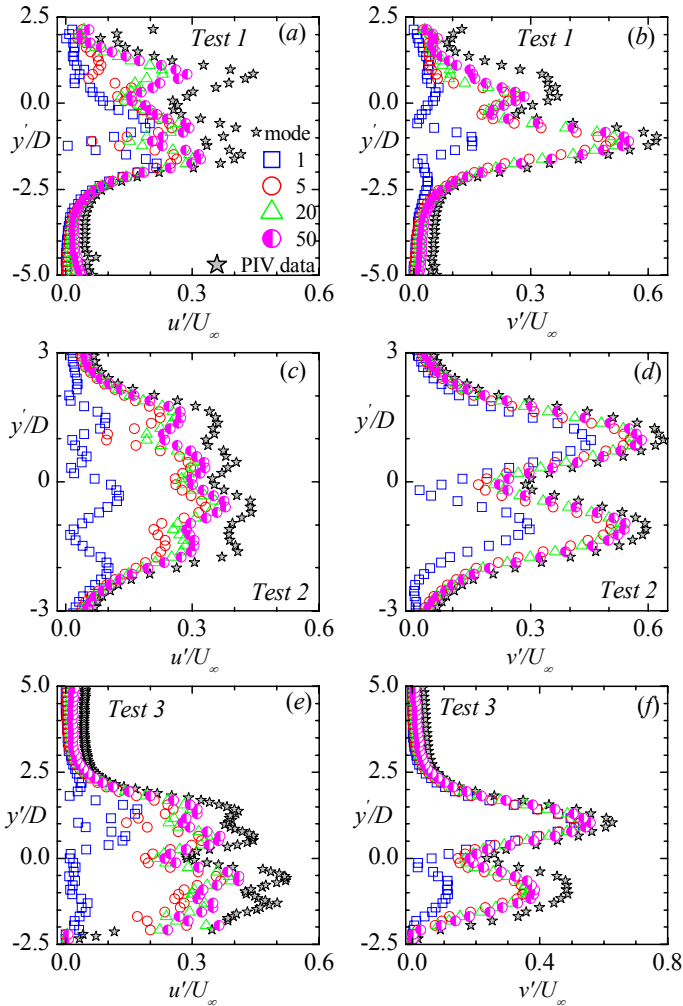 2.5
0.0
-2.5
-5.0
y'/D
Test 1
(a)
mode
1
5
20
50
PIV data
0.0 0.3 0.6
u'/U∞
2.5
0.0
-2.5
-5.0
y'/D
Test 1
(b)
0.0 0.3 0.6
v'/U∞
3
0
-3
y'/D
(c)
Test 2
0.0 0.3 0.6
u'/U∞
3
0
-3
y'/D
(d)
Test 2
0.0 0.3 0.6
v'/U∞
5.0
2.5
0.0
-2.5
y'/D
Test 3
(e)
0.0 0.3 0.6
u'/U∞
5.0
2.5
0.0
-2.5
y'/D
Test 3
(f)
0.0 0.4 0.8
v'/U∞